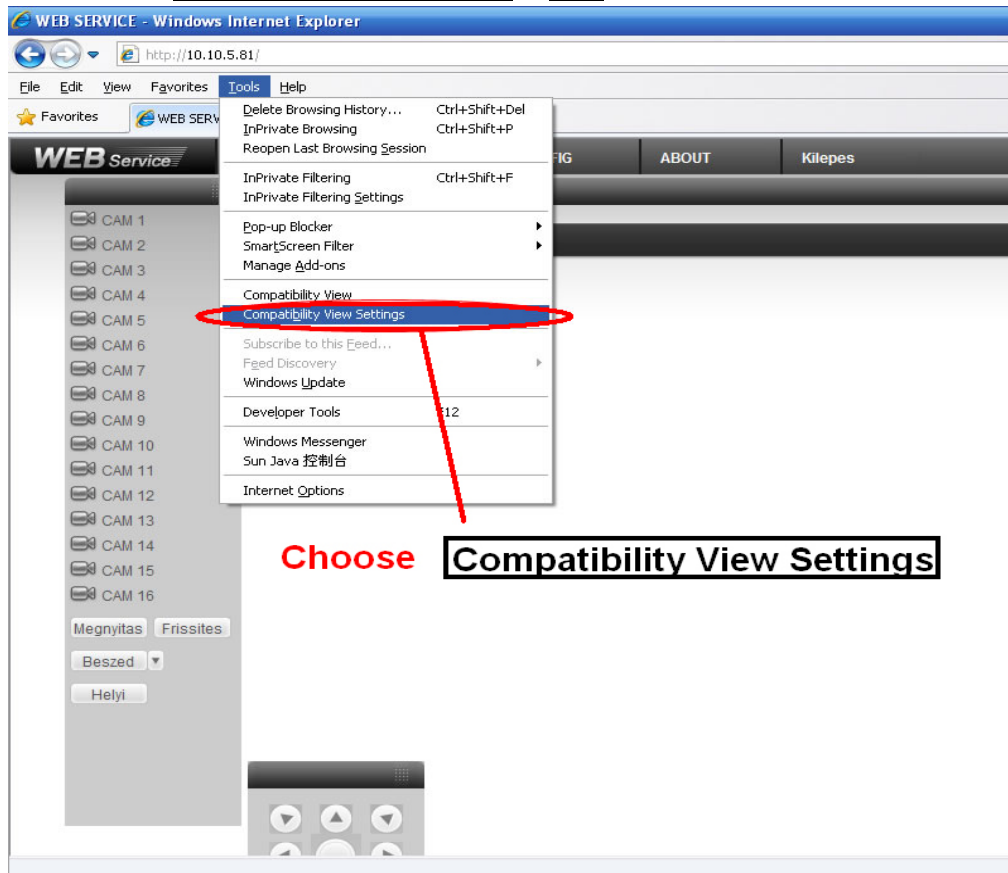 WEB SERVICE - Windows Internet Explorer
http://10.10.5.81/
File Edit View Favorites Tools Help
Favorites WEB SERV
WEB Service FIG ABOUT Kilepes
Delete Browsing History... Ctrl+Shift+Del
InPrivate Browsing Ctrl+Shift+P
Reopen Last Browsing Session
InPrivate Filtering Ctrl+Shift+F
InPrivate Filtering Settings
Pop-up Blocker
SmartScreen Filter
Manage Add-ons
Compatibility View
Compatibility View Settings
Subscribe to this Feed...
Feed Discovery
Windows Update
Developer Tools F12
Windows Messenger
Sun Java 控制台
Internet Options
CAM 1
CAM 2
CAM 3
CAM 4
CAM 5
CAM 6
CAM 7
CAM 8
CAM 9
CAM 10
CAM 11
CAM 12
CAM 13
CAM 14
CAM 15
CAM 16
Megnyitas Frissites
Beszed
Helyi
Choose Compatibility View Settings